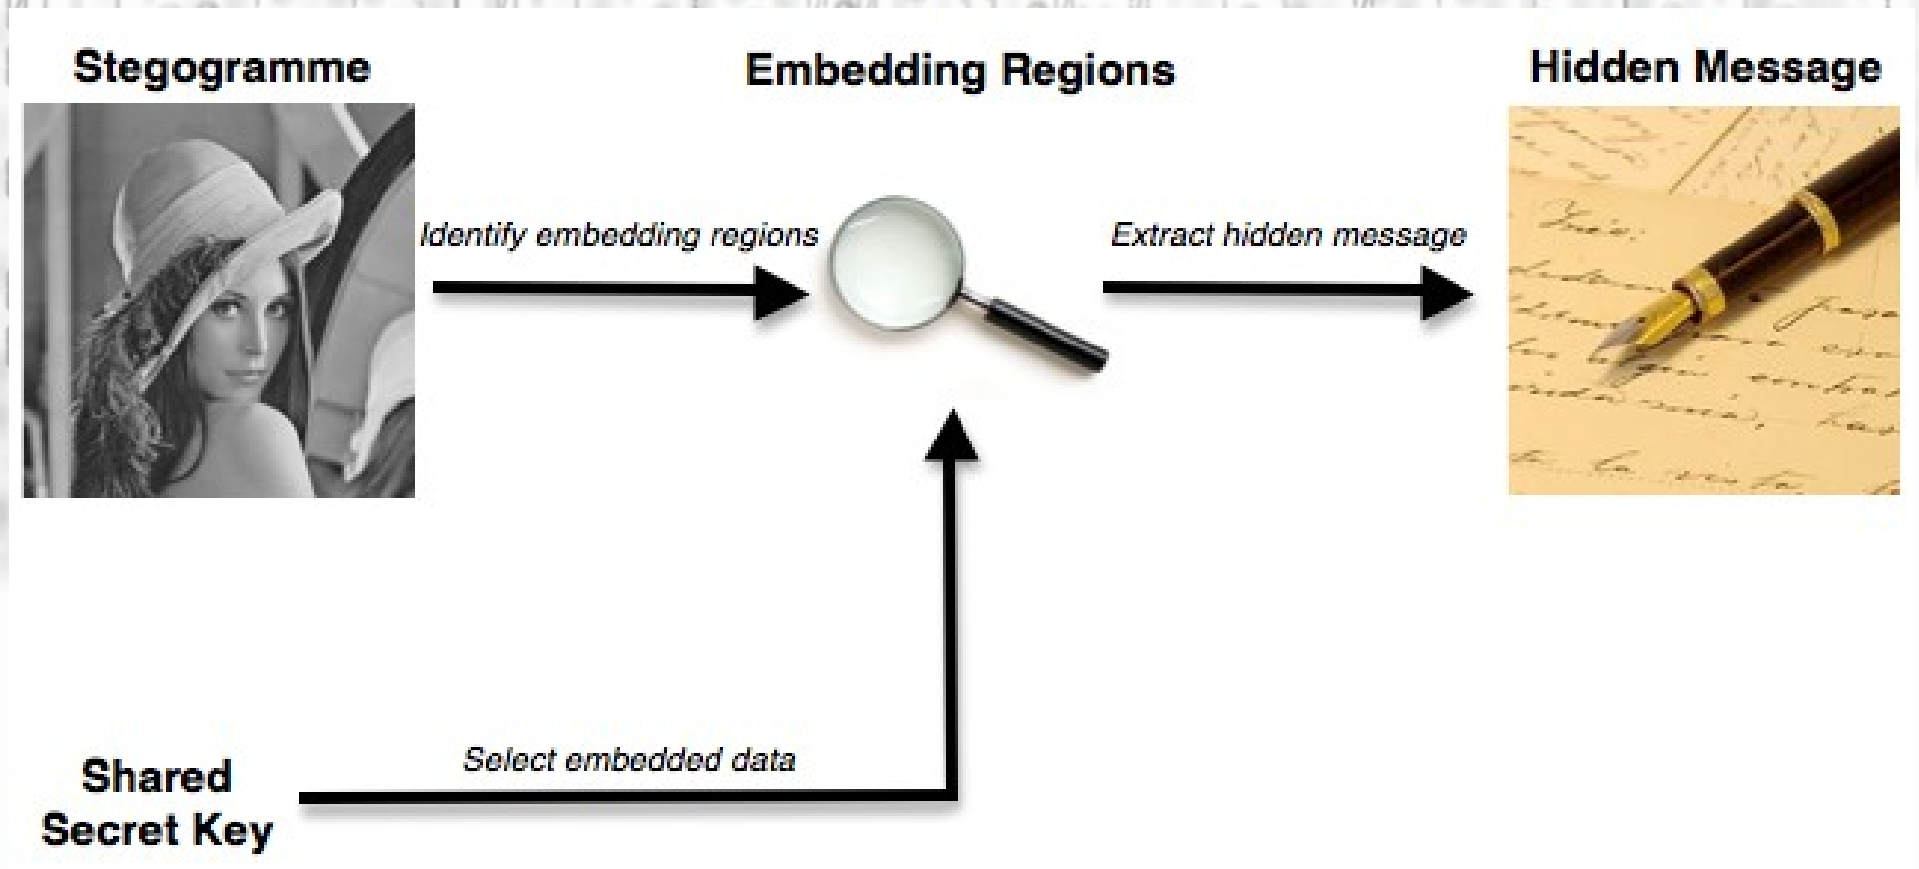 Stegogramme
Embedding Regions
Hidden Message
Identify embedding regions
Extract hidden message
Select embedded data
Shared
Secret Key